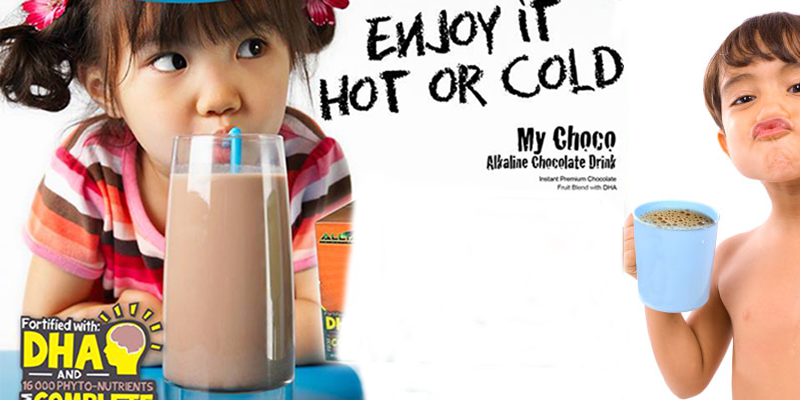 ENJOY iT
HOT OR COLD
My Choco
Alkaline Chocolate Drink
Instant Premium Chocolate
Fruit Blend with DHA
Fortified with:
DHA
AND
16 000 PHYTO-NUTRIENTS
COMPLETE